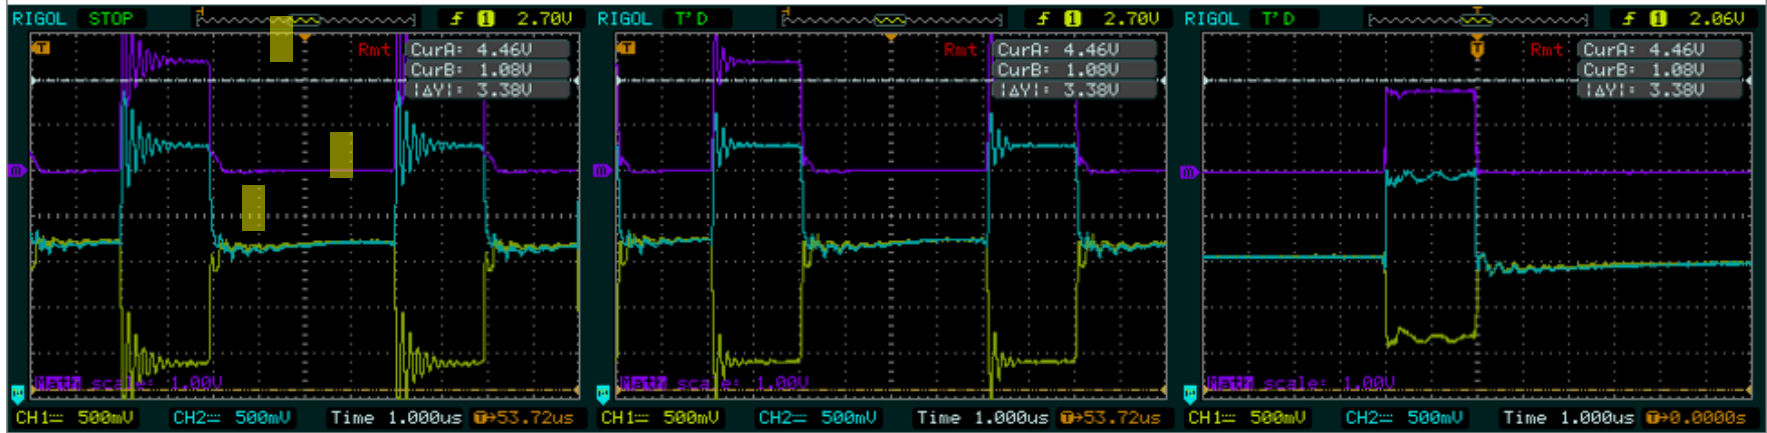 RIGOL STOP ƒ 1 2.70V
T
Rmt
CurA: 4.46V
CurB: 1.08V
|ΔY|: 3.38V
m
Math scale: 1.00V
CH1= 500mV CH2= 500mV Time 1.000us T→53.72us
RIGOL T'D ƒ 1 2.70V
T
Rmt
CurA: 4.46V
CurB: 1.08V
|ΔY|: 3.38V
m
Math scale: 1.00V
CH1= 500mV CH2= 500mV Time 1.000us T→53.72us
RIGOL T'D ƒ 1 2.06V
T
Rmt
CurA: 4.46V
CurB: 1.08V
|ΔY|: 3.38V
m
Math scale: 1.00V
CH1= 500mV CH2= 500mV Time 1.000us T→0.0000s